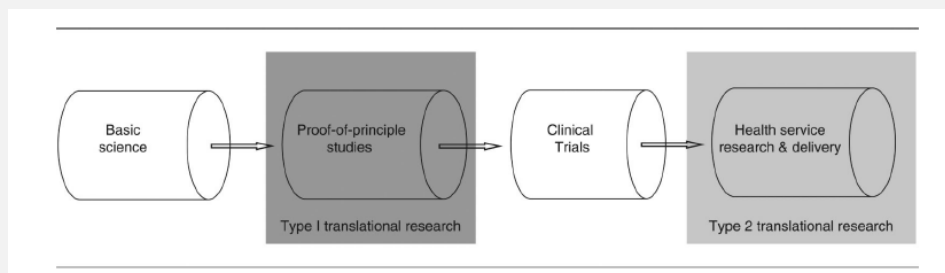 Basic
science
Proof-of-principle
studies
Clinical
Trials
Health service
research & delivery
Type I translational research
Type 2 translational research